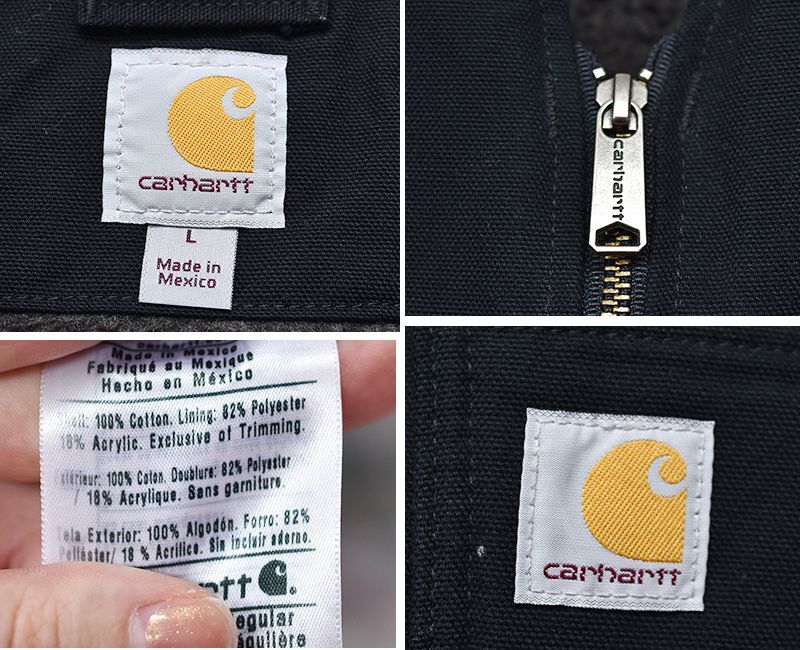 carhartt
L
Made in
Mexico
carhartt
Made in Mexico
Fabriqué au Mexique
Hecho en México
100% Cotton. Lining: 82% Polyester
18% Acrylic. Exclusive of Trimming.
100% Coton. Doublure: 82% Polyester
/ 18% Acrylique. Sans garniture.
Exterior: 100% Algodón. Forro: 82%
/ 18 % Acrílico. Sin incluir adorno.
carhartt